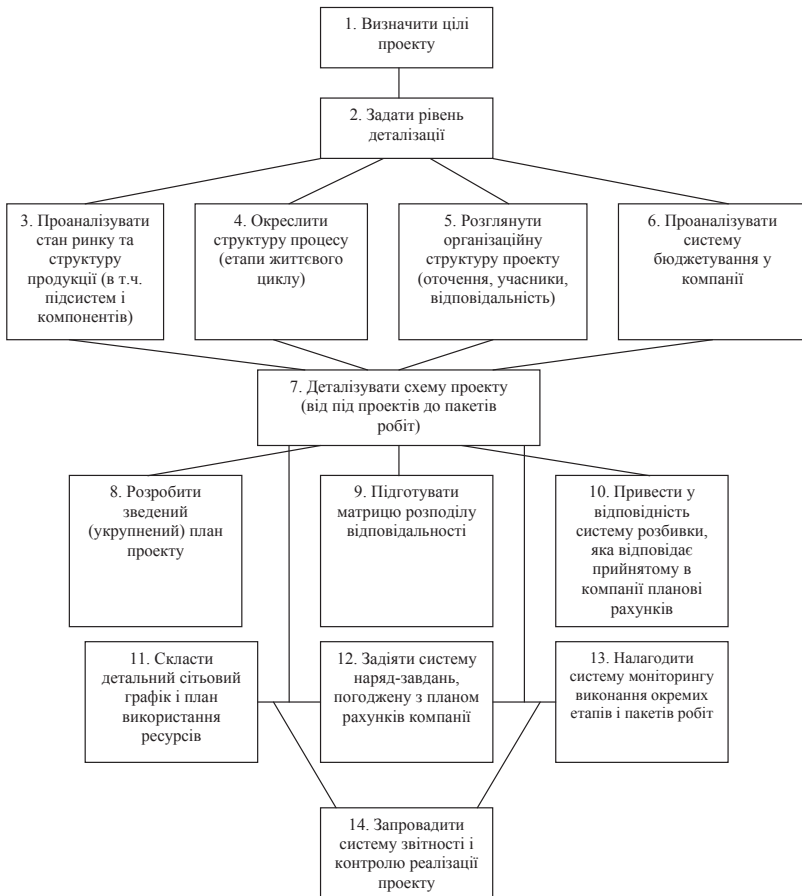 1. Визначити цілі
проекту
2. Задати рівень
деталізації
3. Проаналізувати
стан ринку та
структуру
продукції (в т.ч.
підсистем і
компонентів)
4. Окреслити
структуру процесу
(етапи життєвого
циклу)
5. Розглянути
організаційну
структуру проекту
(оточення, учасники,
відповідальність)
6. Проаналізувати
систему
бюджетування у
компанії
7. Деталізувати схему проекту
(від під проектів до пакетів
робіт)
8. Розробити
зведений
(укрупнений) план
проекту
9. Підготувати
матрицю розподілу
відповідальності
10. Привести у
відповідність
систему розбивки,
яка відповідає
прийнятому в
компанії планові
рахунків
11. Скласти
детальний сітьовий
графік і план
використання
ресурсів
12. Задіяти систему
наряд-завдань,
погоджену з планом
рахунків компанії
13. Налагодити
систему моніторингу
виконання окремих
етапів і пакетів робіт
14. Запровадити
систему звітності і
контролю реалізації
проекту